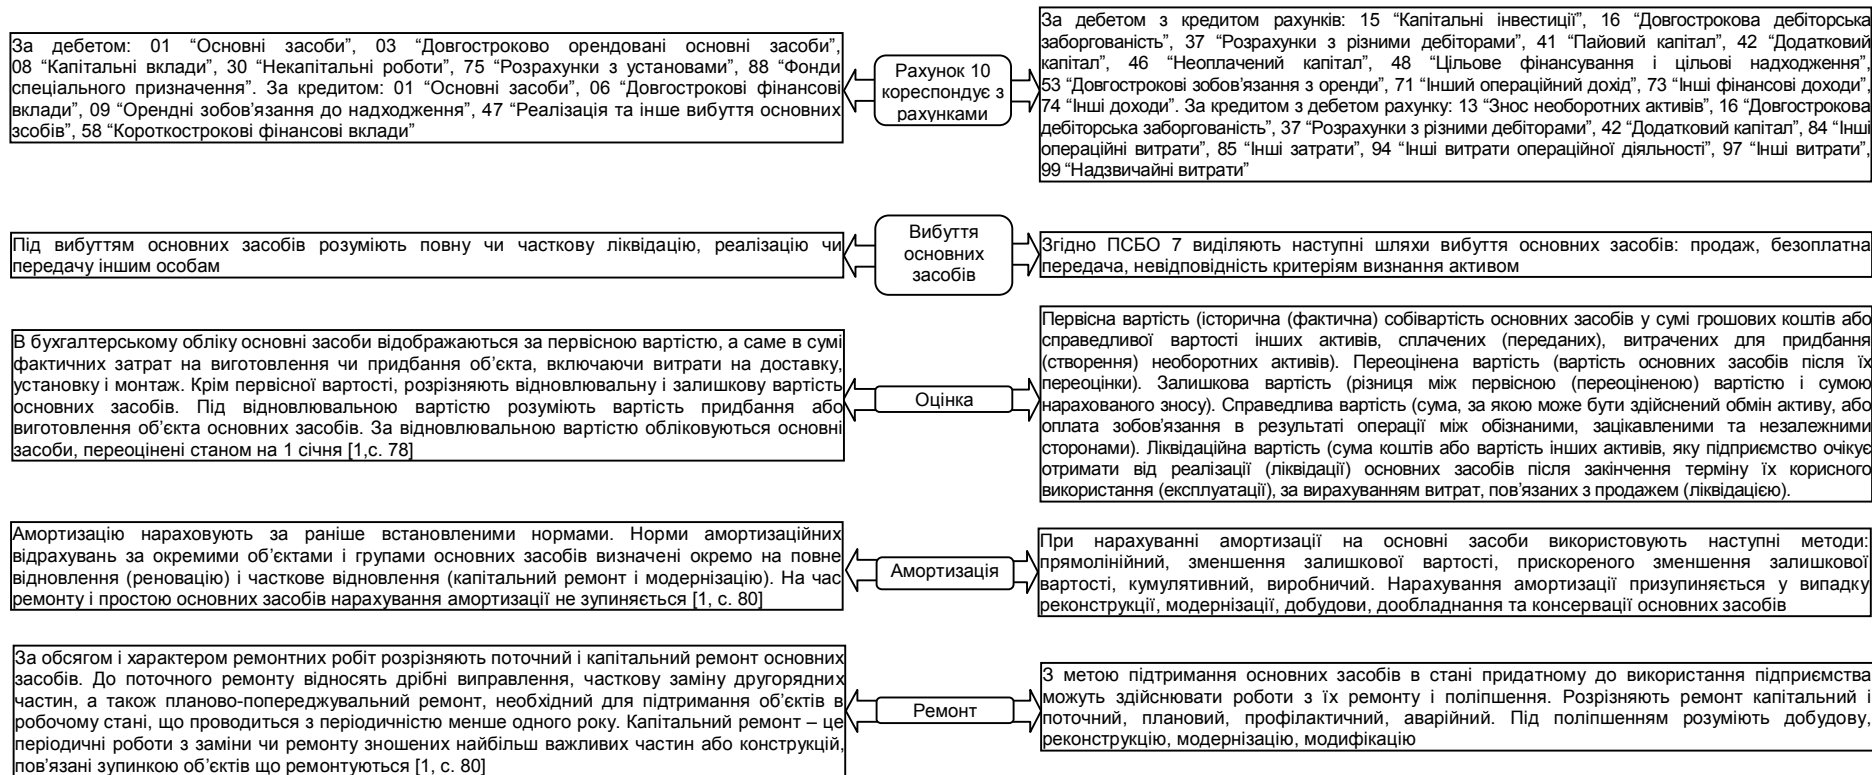 За дебетом: 01 “Основні засоби”, 03 “Довгостроково орендовані основні засоби”,
08 “Капітальні вклади”, 30 “Некапітальні роботи”, 75 “Розрахунки з установами”, 88 “Фонди
спеціального призначення”. За кредитом: 01 “Основні засоби”, 06 “Довгострокові фінансові
вклади”, 09 “Орендні зобов’язання до надходження”, 47 “Реалізація та інше вибуття основних
зсобів”, 58 “Короткострокові фінансові вклади”
Рахунок 10
кореспондує з
рахунками
За дебетом з кредитом рахунків: 15 “Капітальні інвестиції”, 16 “Довгострокова дебіторська
заборгованість”, 37 “Розрахунки з різними дебіторами”, 41 “Пайовий капітал”, 42 “Додатковий
капітал”, 46 “Неоплачений капітал”, 48 “Цільове фінансування і цільові надходження”,
53 “Довгострокові зобов’язання з оренди”, 71 “Інший операційний дохід”, 73 “Інші фінансові доходи”,
74 “Інші доходи”. За кредитом з дебетом рахунку: 13 “Знос необоротних активів”, 16 “Довгострокова
дебіторська заборгованість”, 37 “Розрахунки з різними дебіторами”, 42 “Додатковий капітал”, 84 “Інші
операційні витрати”, 85 “Інші затрати”, 94 “Інші витрати операційної діяльності”, 97 “Інші витрати”,
99 “Надзвичайні витрати”
Під вибуттям основних засобів розуміють повну чи часткову ліквідацію, реалізацію чи
передачу іншим особам
Вибуття
основних
засобів
Згідно ПСБО 7 виділяють наступні шляхи вибуття основних засобів: продаж, безоплатна
передача, невідповідність критеріям визнання активом
В бухгалтерському обліку основні засоби відображаються за первісною вартістю, а саме в сумі
фактичних затрат на виготовлення чи придбання об’єкта, включаючи витрати на доставку,
установку і монтаж. Крім первісної вартості, розрізняють відновлювальну і залишкову вартість
основних засобів. Під відновлювальною вартістю розуміють вартість придбання або
виготовлення об’єкта основних засобів. За відновлювальною вартістю обліковуються основні
засоби, переоцінені станом на 1 січня [1,с. 78]
Оцінка
Первісна вартість (історична (фактична) собівартість основних засобів у сумі грошових коштів або
справедливої вартості інших активів, сплачених (переданих), витрачених для придбання
(створення) необоротних активів). Переоцінена вартість (вартість основних засобів після їх
переоцінки). Залишкова вартість (різниця між первісною (переоціненою) вартістю і сумою
нарахованого зносу). Справедлива вартість (сума, за якою може бути здійснений обмін активу, або
оплата зобов’язання в результаті операції між обізнаними, зацікавленими та незалежними
сторонами). Ліквідаційна вартість (сума коштів або вартість інших активів, яку підприємство очікує
отримати від реалізації (ліквідації) основних засобів після закінчення терміну їх корисного
використання (експлуатації), за вирахуванням витрат, пов’язаних з продажем (ліквідацією).
Амортизацію нараховують за раніше встановленими нормами. Норми амортизаційних
відрахувань за окремими об’єктами і групами основних засобів визначені окремо на повне
відновлення (реновацію) і часткове відновлення (капітальний ремонт і модернізацію). На час
ремонту і простою основних засобів нарахування амортизації не зупиняється [1, с. 80]
Амортизація
При нарахуванні амортизації на основні засоби використовують наступні методи:
прямолінійний, зменшення залишкової вартості, прискореного зменшення залишкової
вартості, кумулятивний, виробничий. Нарахування амортизації призупиняється у випадку
реконструкції, модернізації, добудови, дообладнання та консервації основних засобів
За обсягом і характером ремонтних робіт розрізняють поточний і капітальний ремонт основних
засобів. До поточного ремонту відносять дрібні виправлення, часткову заміну другорядних
частин, а також планово-попереджувальний ремонт, необхідний для підтримання об’єктів в
робочому стані, що проводиться з періодичністю менше одного року. Капітальний ремонт – це
періодичні роботи з заміни чи ремонту зношених найбільш важливих частин або конструкцій,
пов’язані зупинкою об’єктів що ремонтуються [1, с. 80]
Ремонт
З метою підтримання основних засобів в стані придатному до використання підприємства
можуть здійснювати роботи з їх ремонту і поліпшення. Розрізняють ремонт капітальний і
поточний, плановий, профілактичний, аварійний. Під поліпшенням розуміють добудову,
реконструкцію, модернізацію, модифікацію